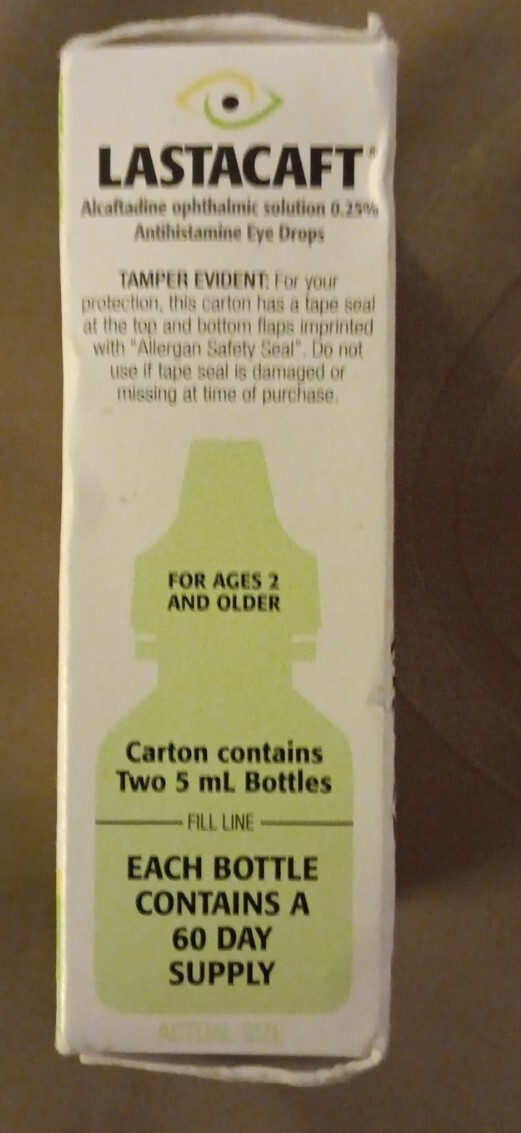 LASTACAFT®
Alcaftadine ophthalmic solution 0.25%
Antihistamine Eye Drops
TAMPER EVIDENT: For your
protection, this carton has a tape seal
at the top and bottom flaps imprinted
with "Allergan Safety Seal". Do not
use if tape seal is damaged or
missing at time of purchase.
FOR AGES 2
AND OLDER
Carton contains
Two 5 mL Bottles
FILL LINE
EACH BOTTLE
CONTAINS A
60 DAY
SUPPLY
ACTUAL SIZE